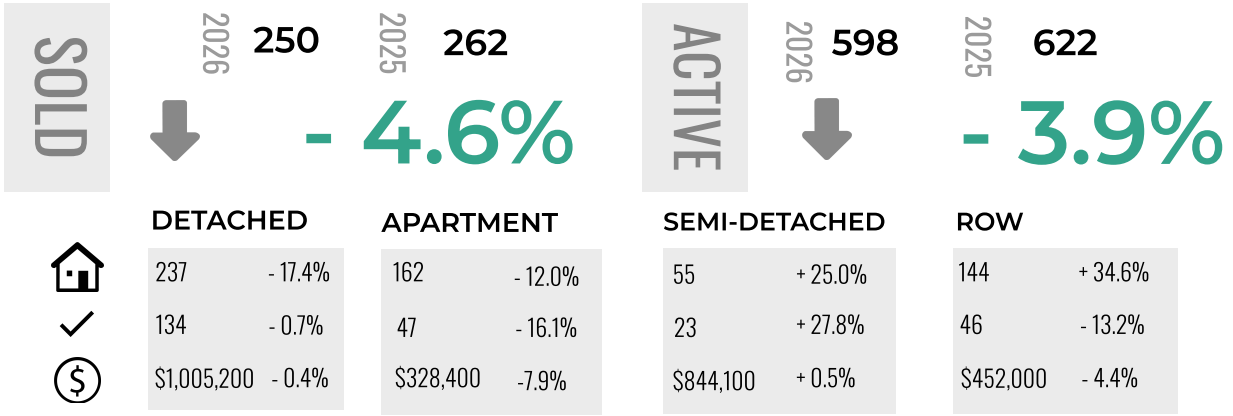 SOLD
2026 250 2025 262
- 4.6%
ACTIVE
2026 598 2025 622
- 3.9%
DETACHED
237 - 17.4%
134 - 0.7%
$1,005,200 - 0.4%
APARTMENT
162 - 12.0%
47 - 16.1%
$328,400 -7.9%
SEMI-DETACHED
55 + 25.0%
23 + 27.8%
$844,100 + 0.5%
ROW
144 + 34.6%
46 - 13.2%
$452,000 - 4.4%
$